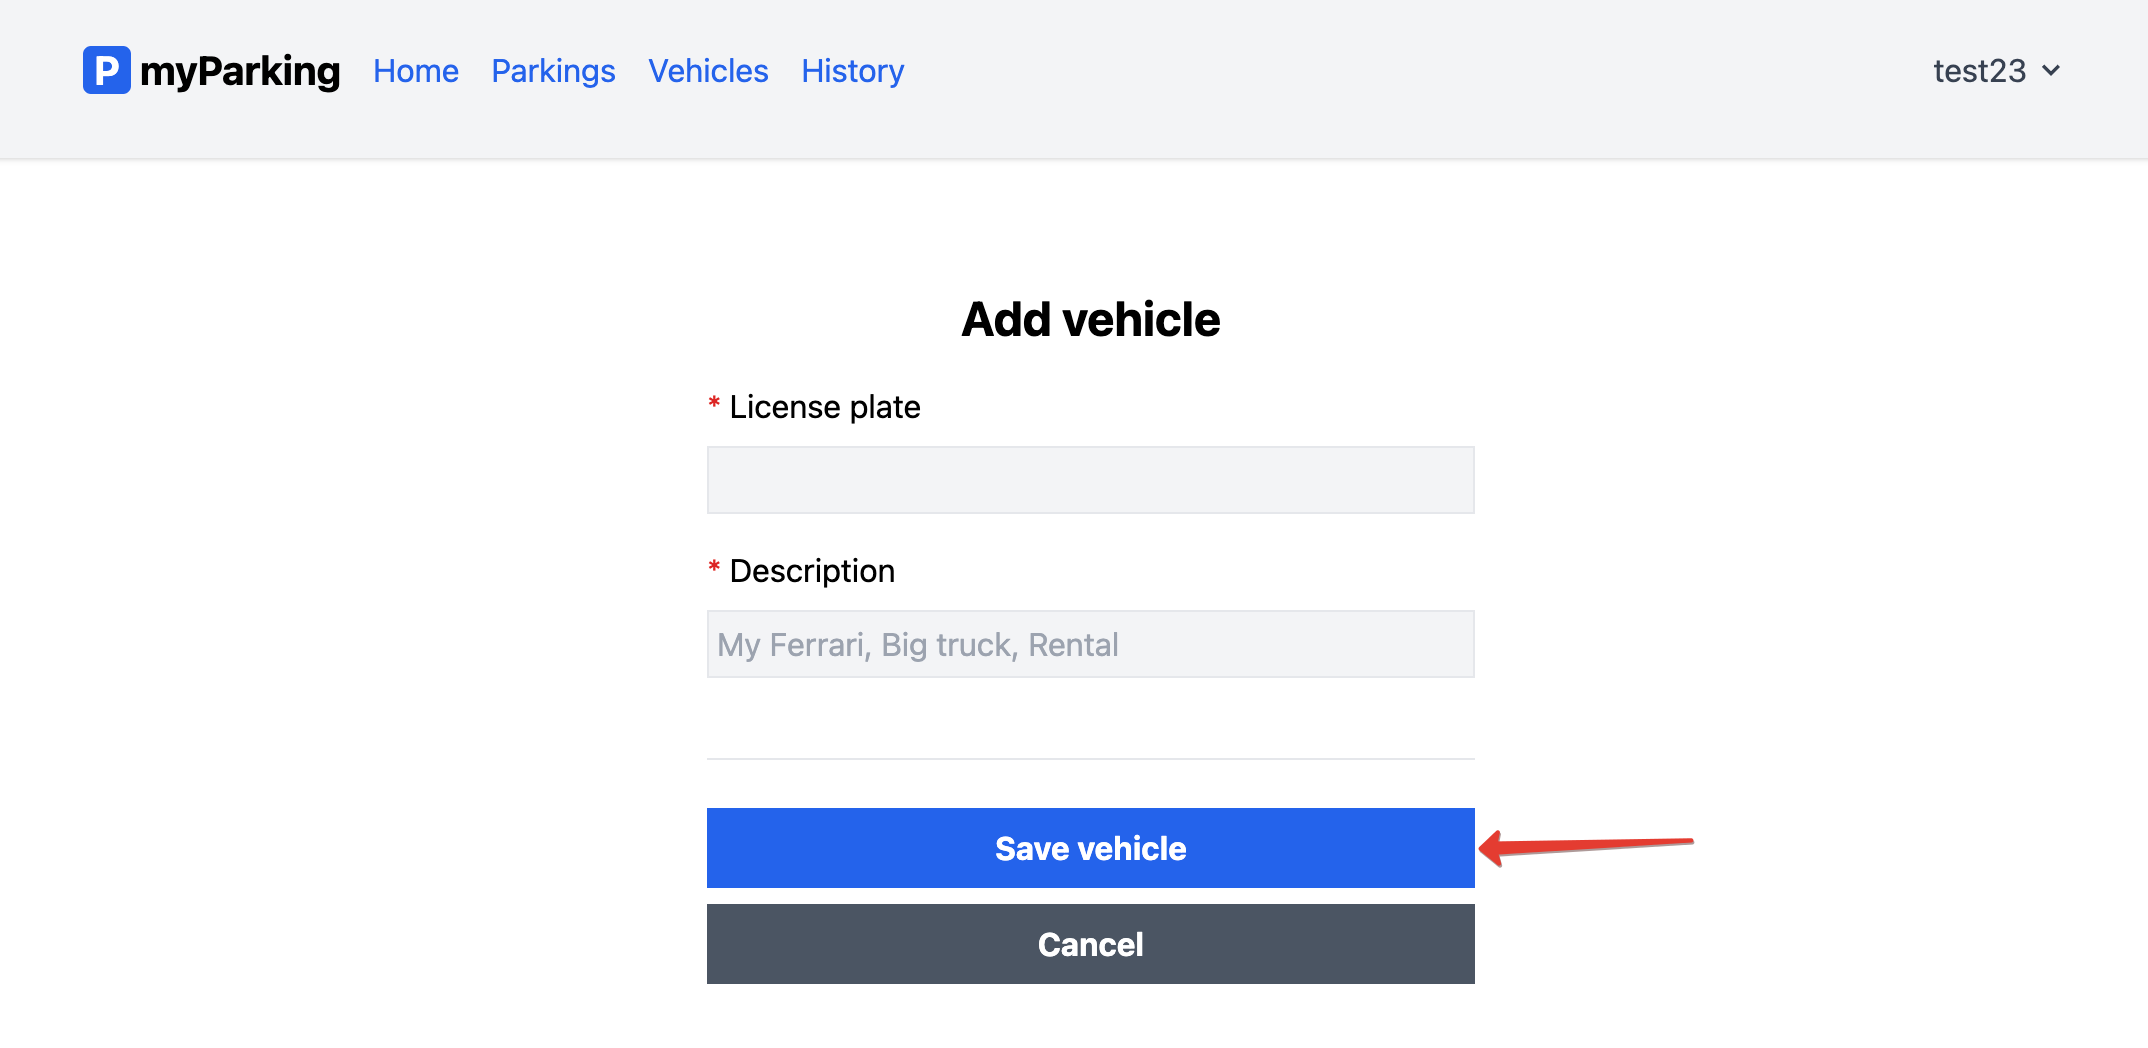 P myParking Home Parkings Vehicles History test23
Add vehicle
* License plate
* Description
My Ferrari, Big truck, Rental
Save vehicle
Cancel